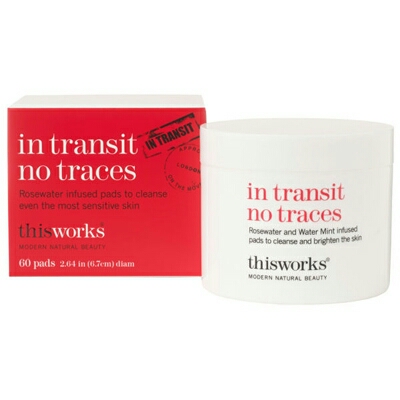 in transit
no traces
Rosewater infused pads to cleanse
even the most sensitive skin
thisworks
MODERN NATURAL BEAUTY
60 pads 2.64 in (6.7cm) diam
IN TRANSIT
LONDON
in transit
no traces
Rosewater and Water Mint infused
pads to cleanse and brighten the skin
thisworks®
MODERN NATURAL BEAUTY